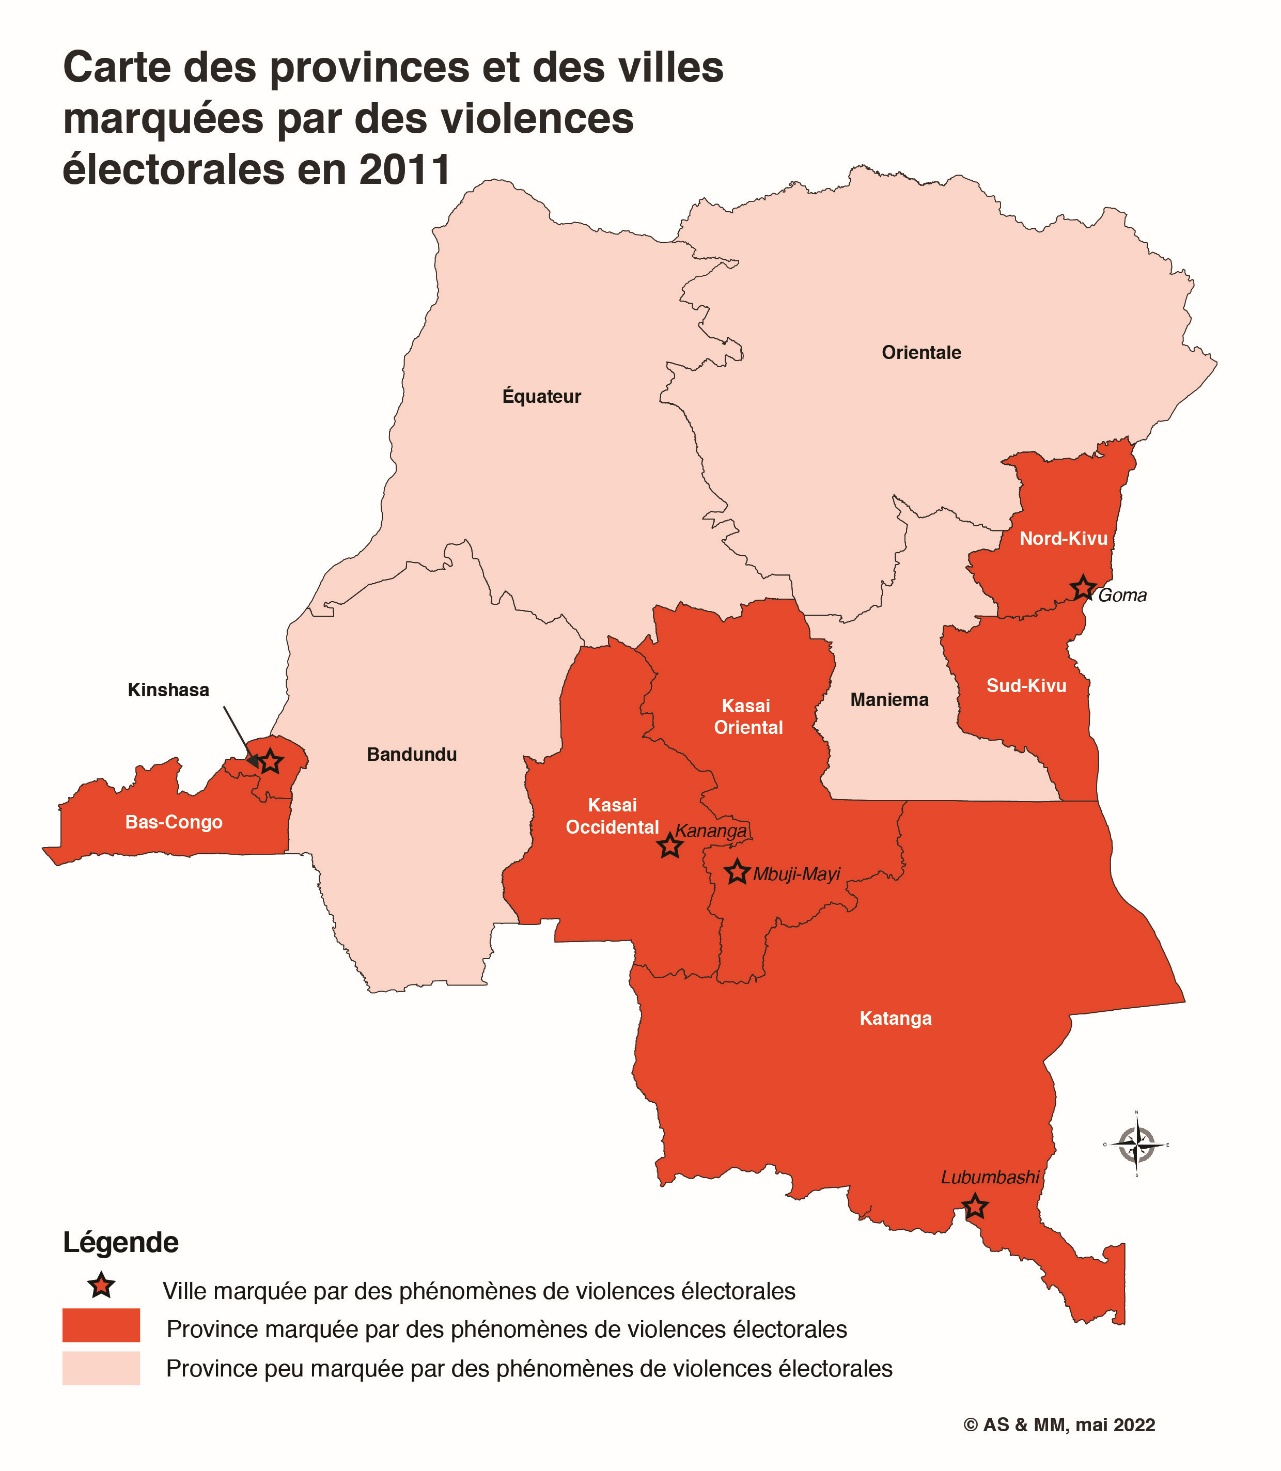 Carte des provinces et des villes
marquées par des violences
électorales en 2011
Orientale
Équateur
Nord-Kivu
Goma
Sud-Kivu
Kinshasa
Maniema
Kasai
Oriental
Bandundu
Kasai
Occidental
Bas-Congo
Kananga
Mbuji-Mayi
Katanga
Lubumbashi
Légende
Ville marquée par des phénomènes de violences électorales
Province marquée par des phénomènes de violences électorales
Province peu marquée par des phénomènes de violences électorales
© AS & MM, mai 2022